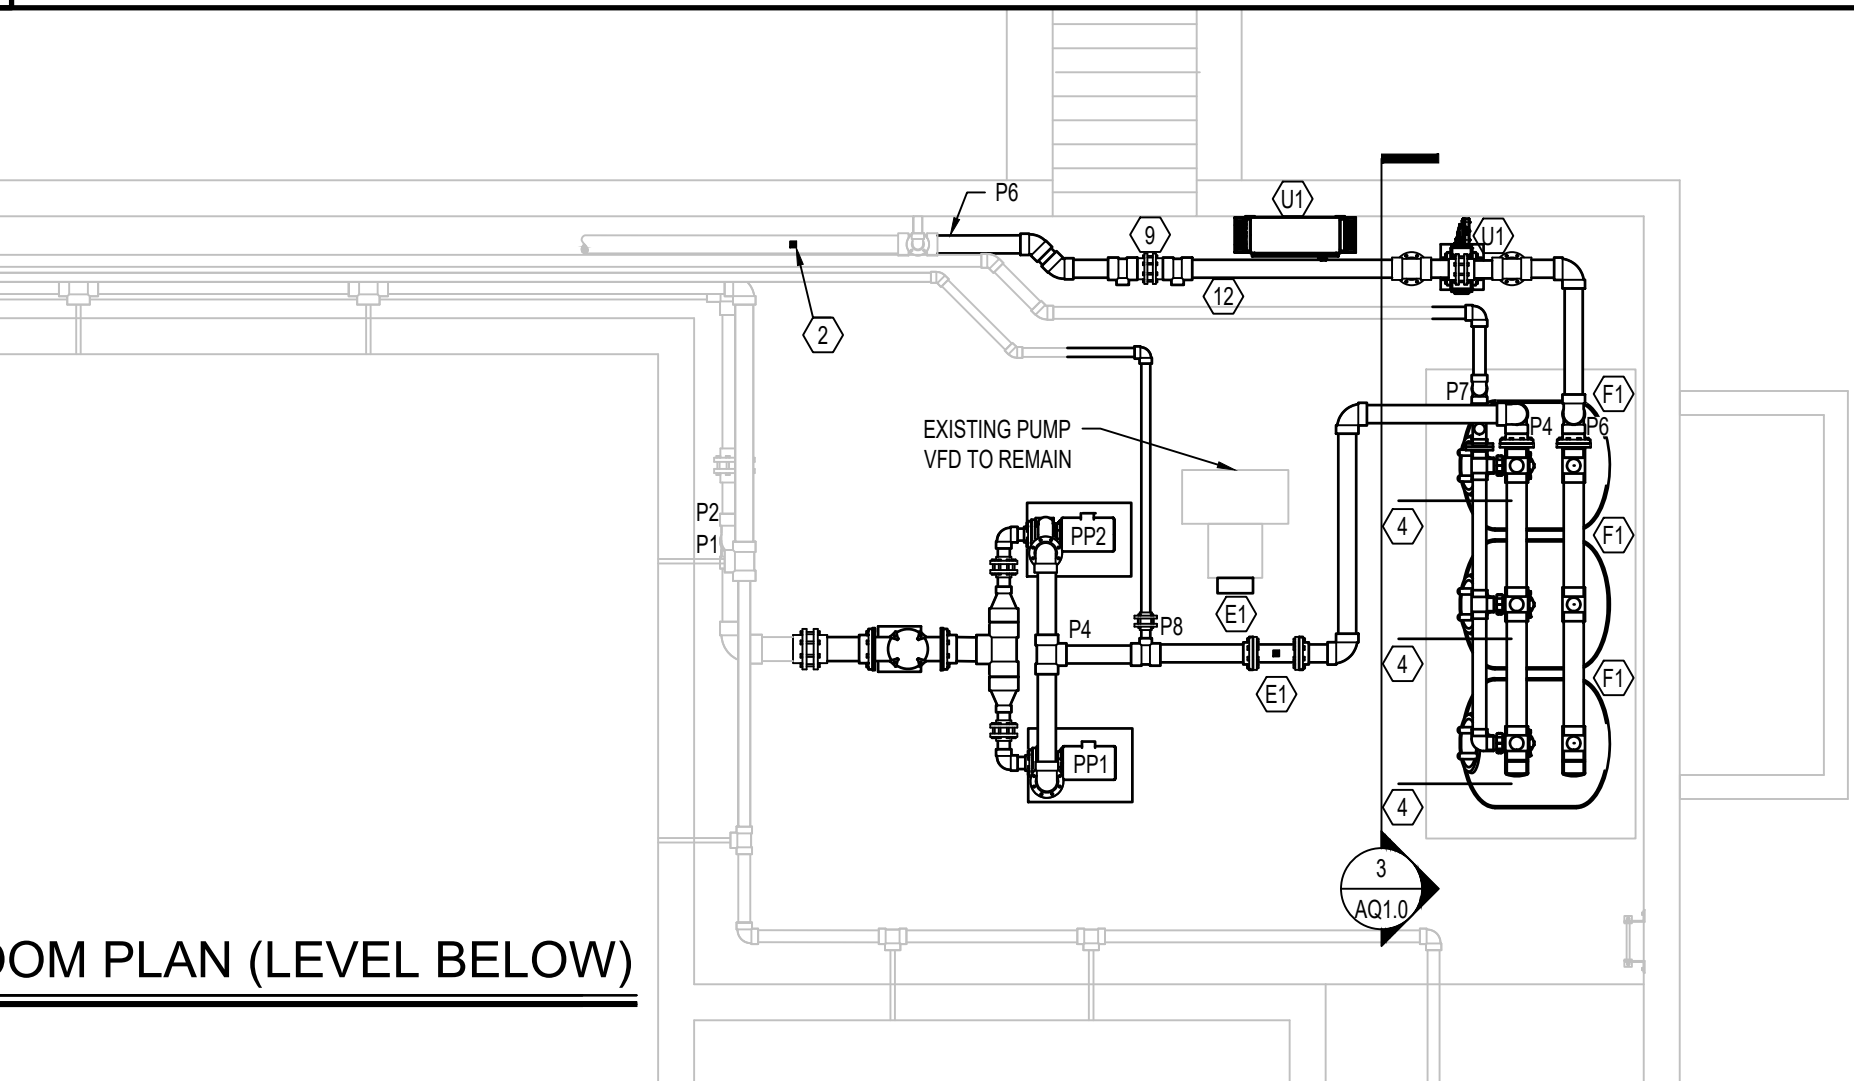 P6
U1
9
U1
12
2
P7
F1
EXISTING PUMP
VFD TO REMAIN
P4
P6
P2
4
F1
P1
PP2
E1
P4
P8
4
F1
E1
PP1
4
3
AQ1.0
OOM PLAN (LEVEL BELOW)